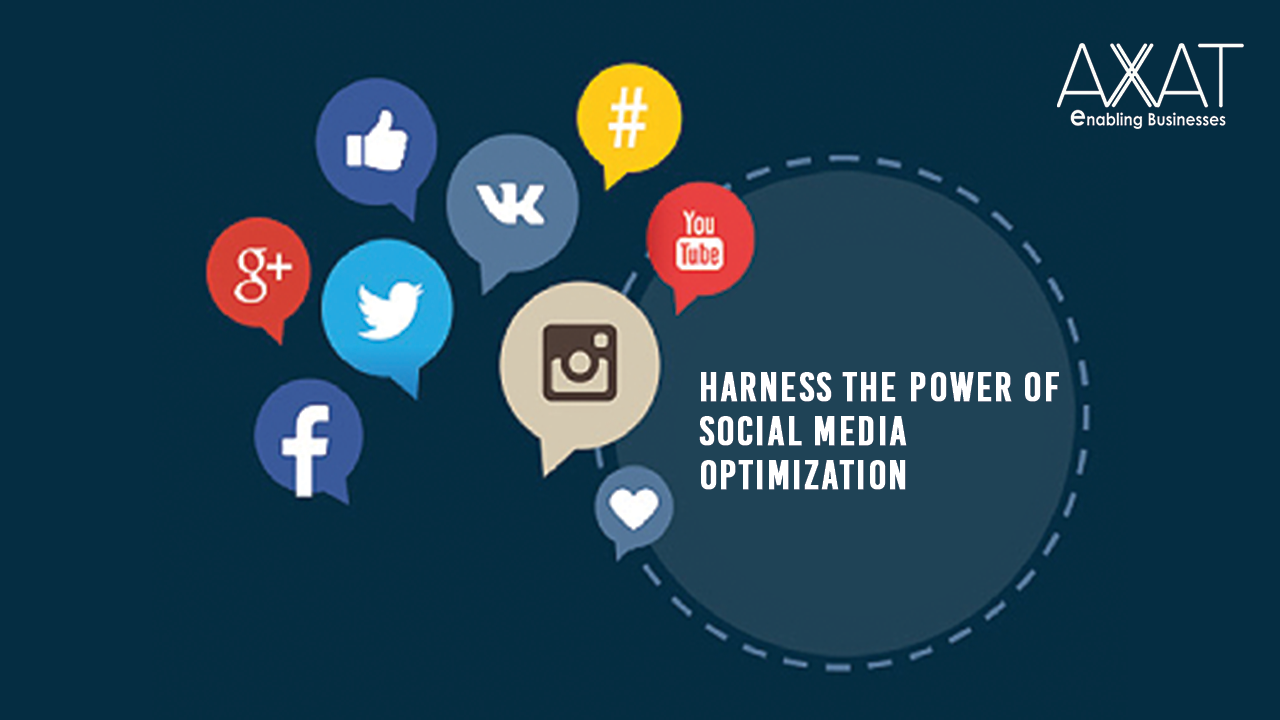 AXAT
enabling Businesses
#
You
Tube
g+
f
HARNESS THE POWER OF
SOCIAL MEDIA
OPTIMIZATION